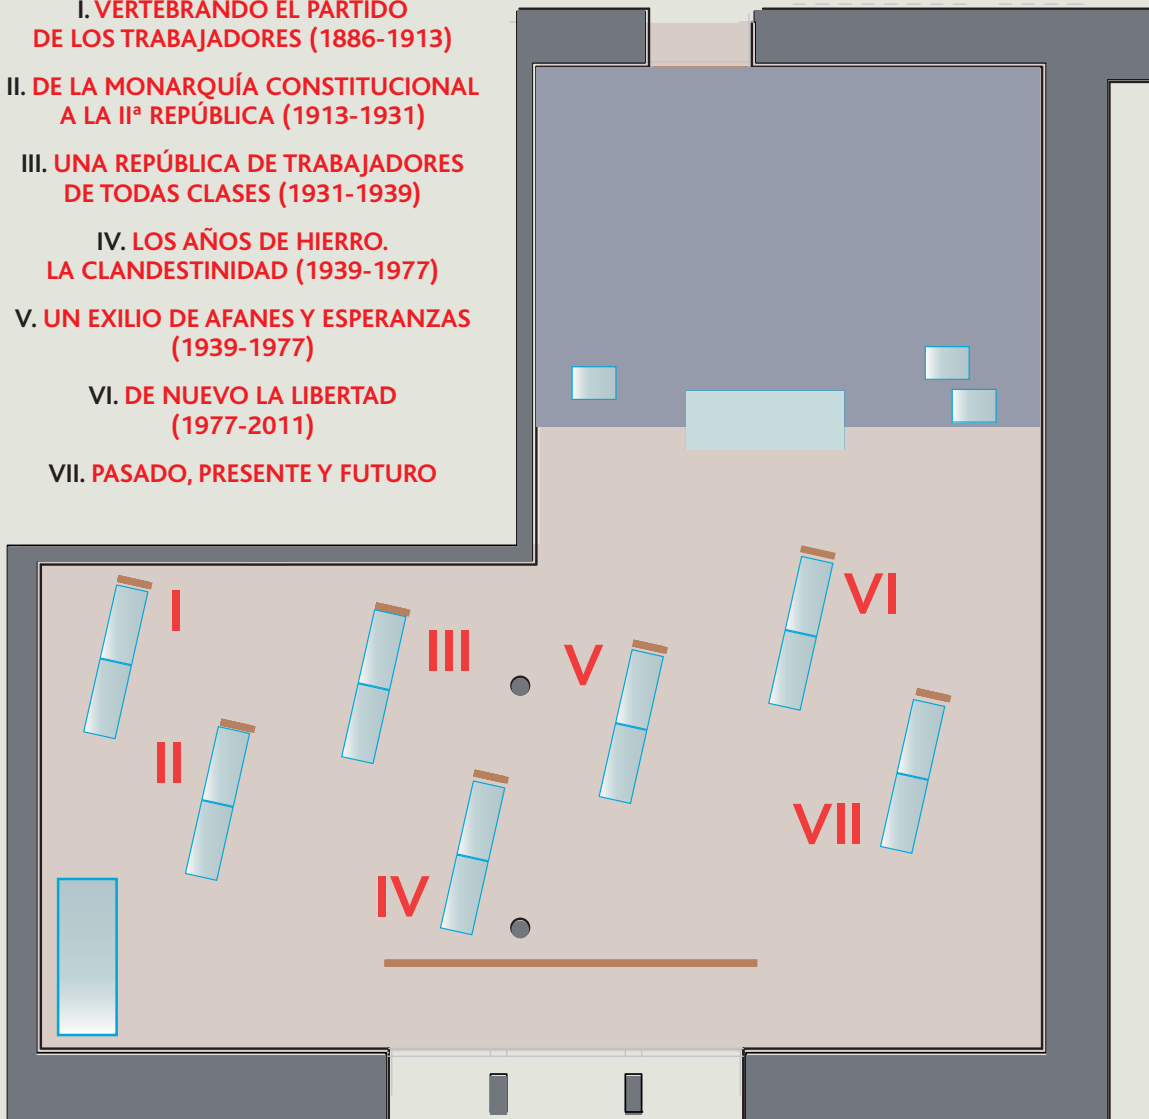 I. VERTEBRANDO EL PARTIDO
DE LOS TRABAJADORES (1886-1913)
II. DE LA MONARQUÍA CONSTITUCIONAL
A LA IIª REPÚBLICA (1913-1931)
III. UNA REPÚBLICA DE TRABAJADORES
DE TODAS CLASES (1931-1939)
IV. LOS AÑOS DE HIERRO.
LA CLANDESTINIDAD (1939-1977)
V. UN EXILIO DE AFANES Y ESPERANZAS
(1939-1977)
VI. DE NUEVO LA LIBERTAD
(1977-2011)
VII. PASADO, PRESENTE Y FUTURO
I
II
III
IV
V
VI
VII